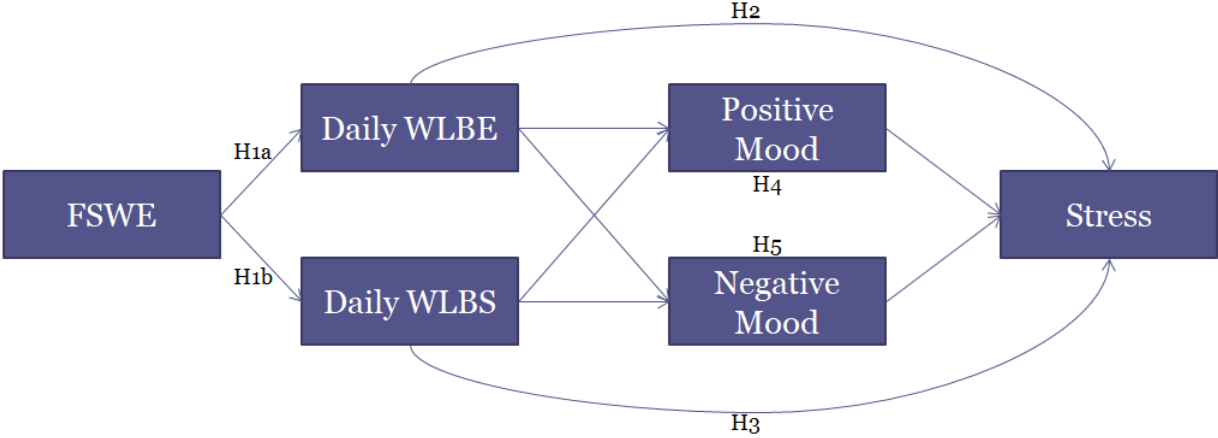 H2
Daily WLBE
Positive
Mood
H1a
H4
FSWE
Stress
H1b
H5
Daily WLBS
Negative
Mood
H3